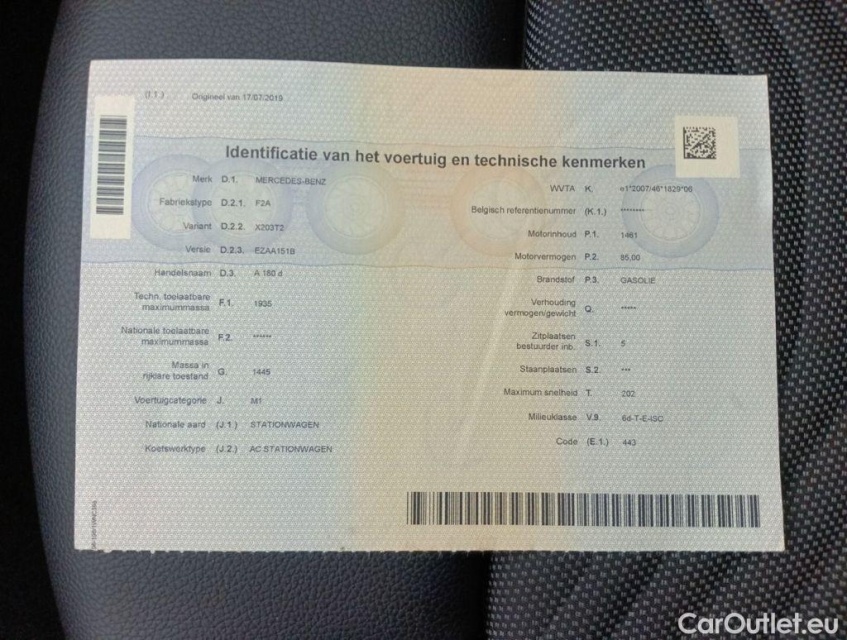 (I.1.) Origineel van 17/07/2019
Identificatie van het voertuig en technische kenmerken
Merk D.1. MERCEDES-BENZ
Fabriekstype D.2.1. F2A
Variant D.2.2. X203T2
Versie D.2.3. EZAA151B
Handelsnaam D.3. A 180 d
Techn. toelaatbare
maximummassa F.1. 1935
Nationale toelaatbare
maximummassa F.2. ******
Massa in
rijklare toestand G. 1445
Voertuigcategorie J. M1
Nationale aard (J.1.) STATIONWAGEN
Koetswerktype (J.2.) AC STATIONWAGEN
WVTA K. e1*2007/46*1829*06
Belgisch referentienummer (K.1.) ********
Motorinhoud P.1. 1461
Motorvermogen P.2. 85,00
Brandstof P.3. GASOLIE
Verhouding
vermogen/gewicht Q. *****
Zitplaatsen
bestuurder inb. S.1. 5
Staanplaatsen S.2. ***
Maximum snelheid T. 202
Milieuklasse V.9. 6d-T-E-ISC
Code (E.1.) 443
CarOutlet.eu